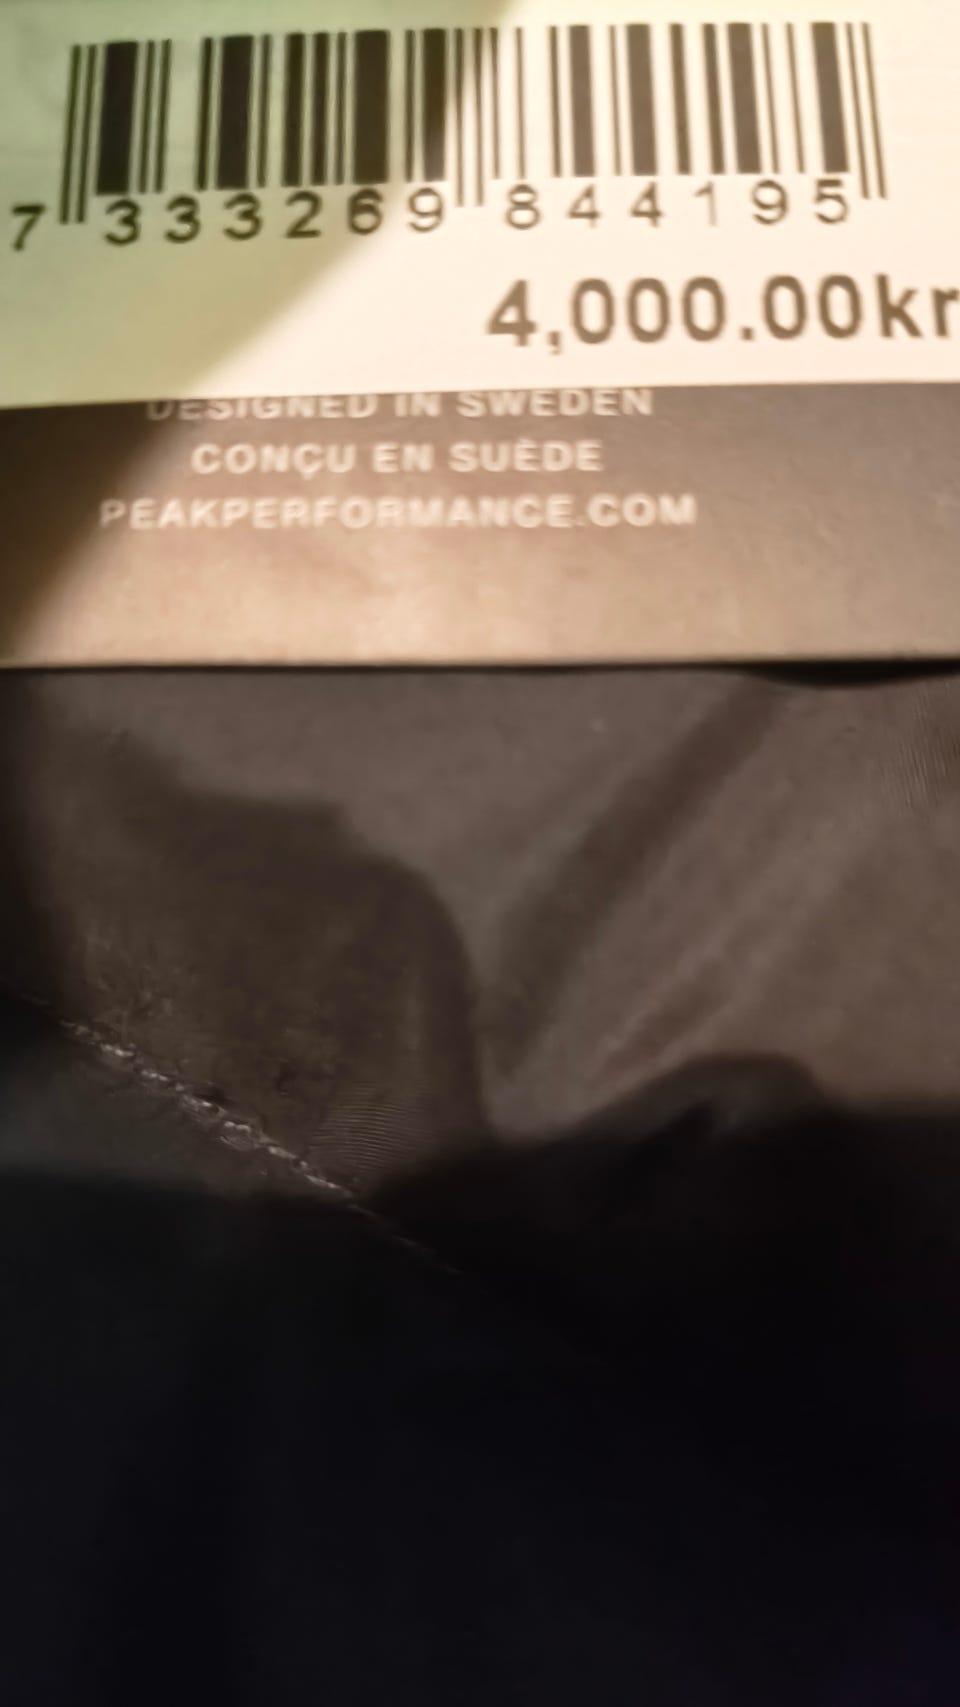 7 333269 844195
4,000.00kr
DESIGNED IN SWEDEN
CONÇU EN SUÈDE
PEAKPERFORMANCE.COM